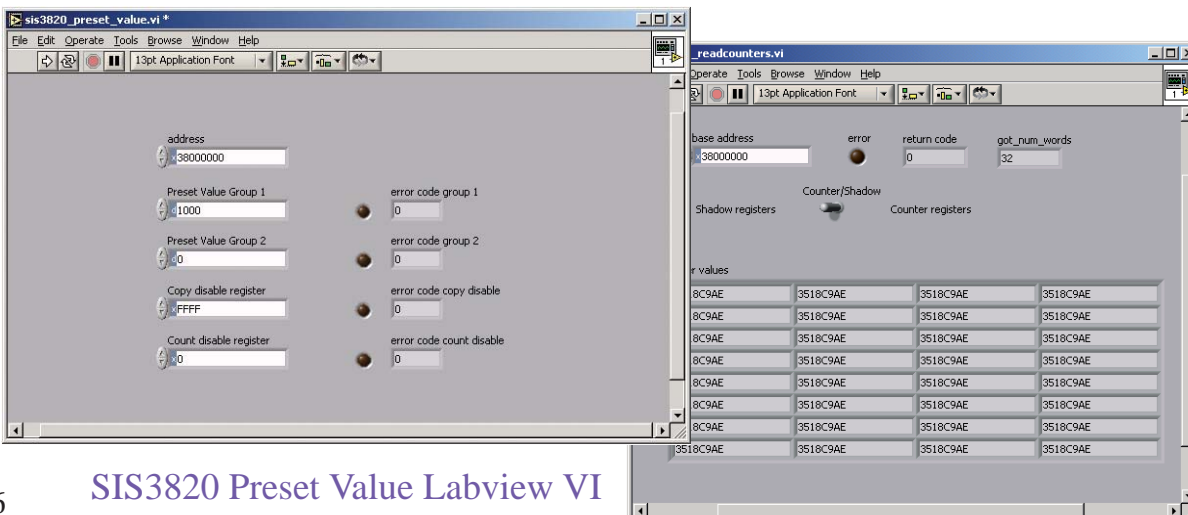 sis3820_preset_value.vi *
File Edit Operate Tools Browse Window Help
13pt Application Font
1
address
x 38000000
Preset Value Group 1
d 1000
error code group 1
0
Preset Value Group 2
d 0
error code group 2
0
Copy disable register
x FFFF
error code copy disable
0
Count disable register
x 0
error code count disable
0
_readcounters.vi
Operate Tools Browse Window Help
13pt Application Font
1
base address
x 38000000
error
return code
0
got_num_words
32
Counter/Shadow
Shadow registers
Counter registers
r values
8C9AE 3518C9AE 3518C9AE 3518C9AE
8C9AE 3518C9AE 3518C9AE 3518C9AE
8C9AE 3518C9AE 3518C9AE 3518C9AE
8C9AE 3518C9AE 3518C9AE 3518C9AE
8C9AE 3518C9AE 3518C9AE 3518C9AE
8C9AE 3518C9AE 3518C9AE 3518C9AE
8C9AE 3518C9AE 3518C9AE 3518C9AE
3518C9AE 3518C9AE 3518C9AE 3518C9AE
SIS3820 Preset Value Labview VI